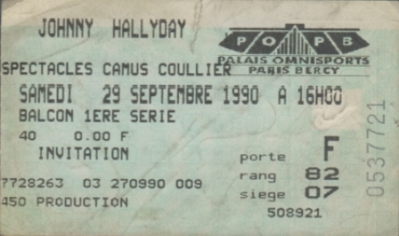 JOHNNY HALLYDAY
POPB
PALAIS OMNISPORTS
PARIS BERCY
SPECTACLES CAMUS COULLIER
SAMEDI 29 SEPTEMBRE 1990 A 16H00
BALCON 1ERE SERIE
40 0.00 F
INVITATION
porte F
rang 82
siege 07
7728263 03 270990 009
450 PRODUCTION
508921
0537721